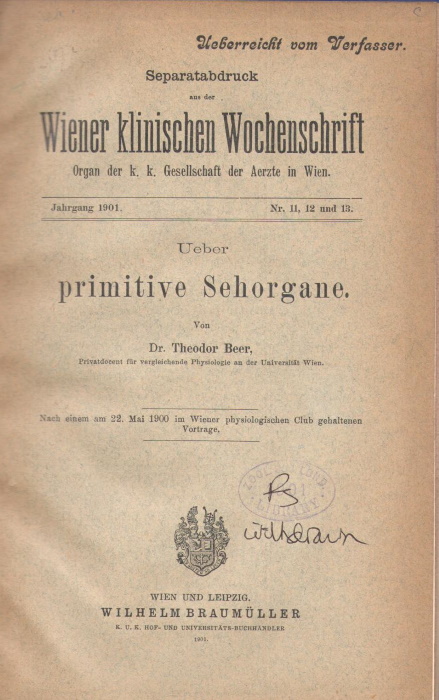 Ueberreicht vom Verfasser.
Separatabdruck
aus der
Wiener klinischen Wochenschrift
Organ der k. k. Gesellschaft der Aerzte in Wien.
Jahrgang 1901. Nr. 11, 12 und 13.
Ueber
primitive Sehorgane.
Von
Dr. Theodor Beer,
Privatdocent für vergleichende Physiologie an der Universität Wien.
Nach einem am 22. Mai 1900 im Wiener physiologischen Club gehaltenen
Vortrage.
LIBRARY
WIEN UND LEIPZIG.
WILHELM BRAUMÜLLER
K. U. K. HOF- UND UNIVERSITÄTS-BUCHHÄNDLER
1901.